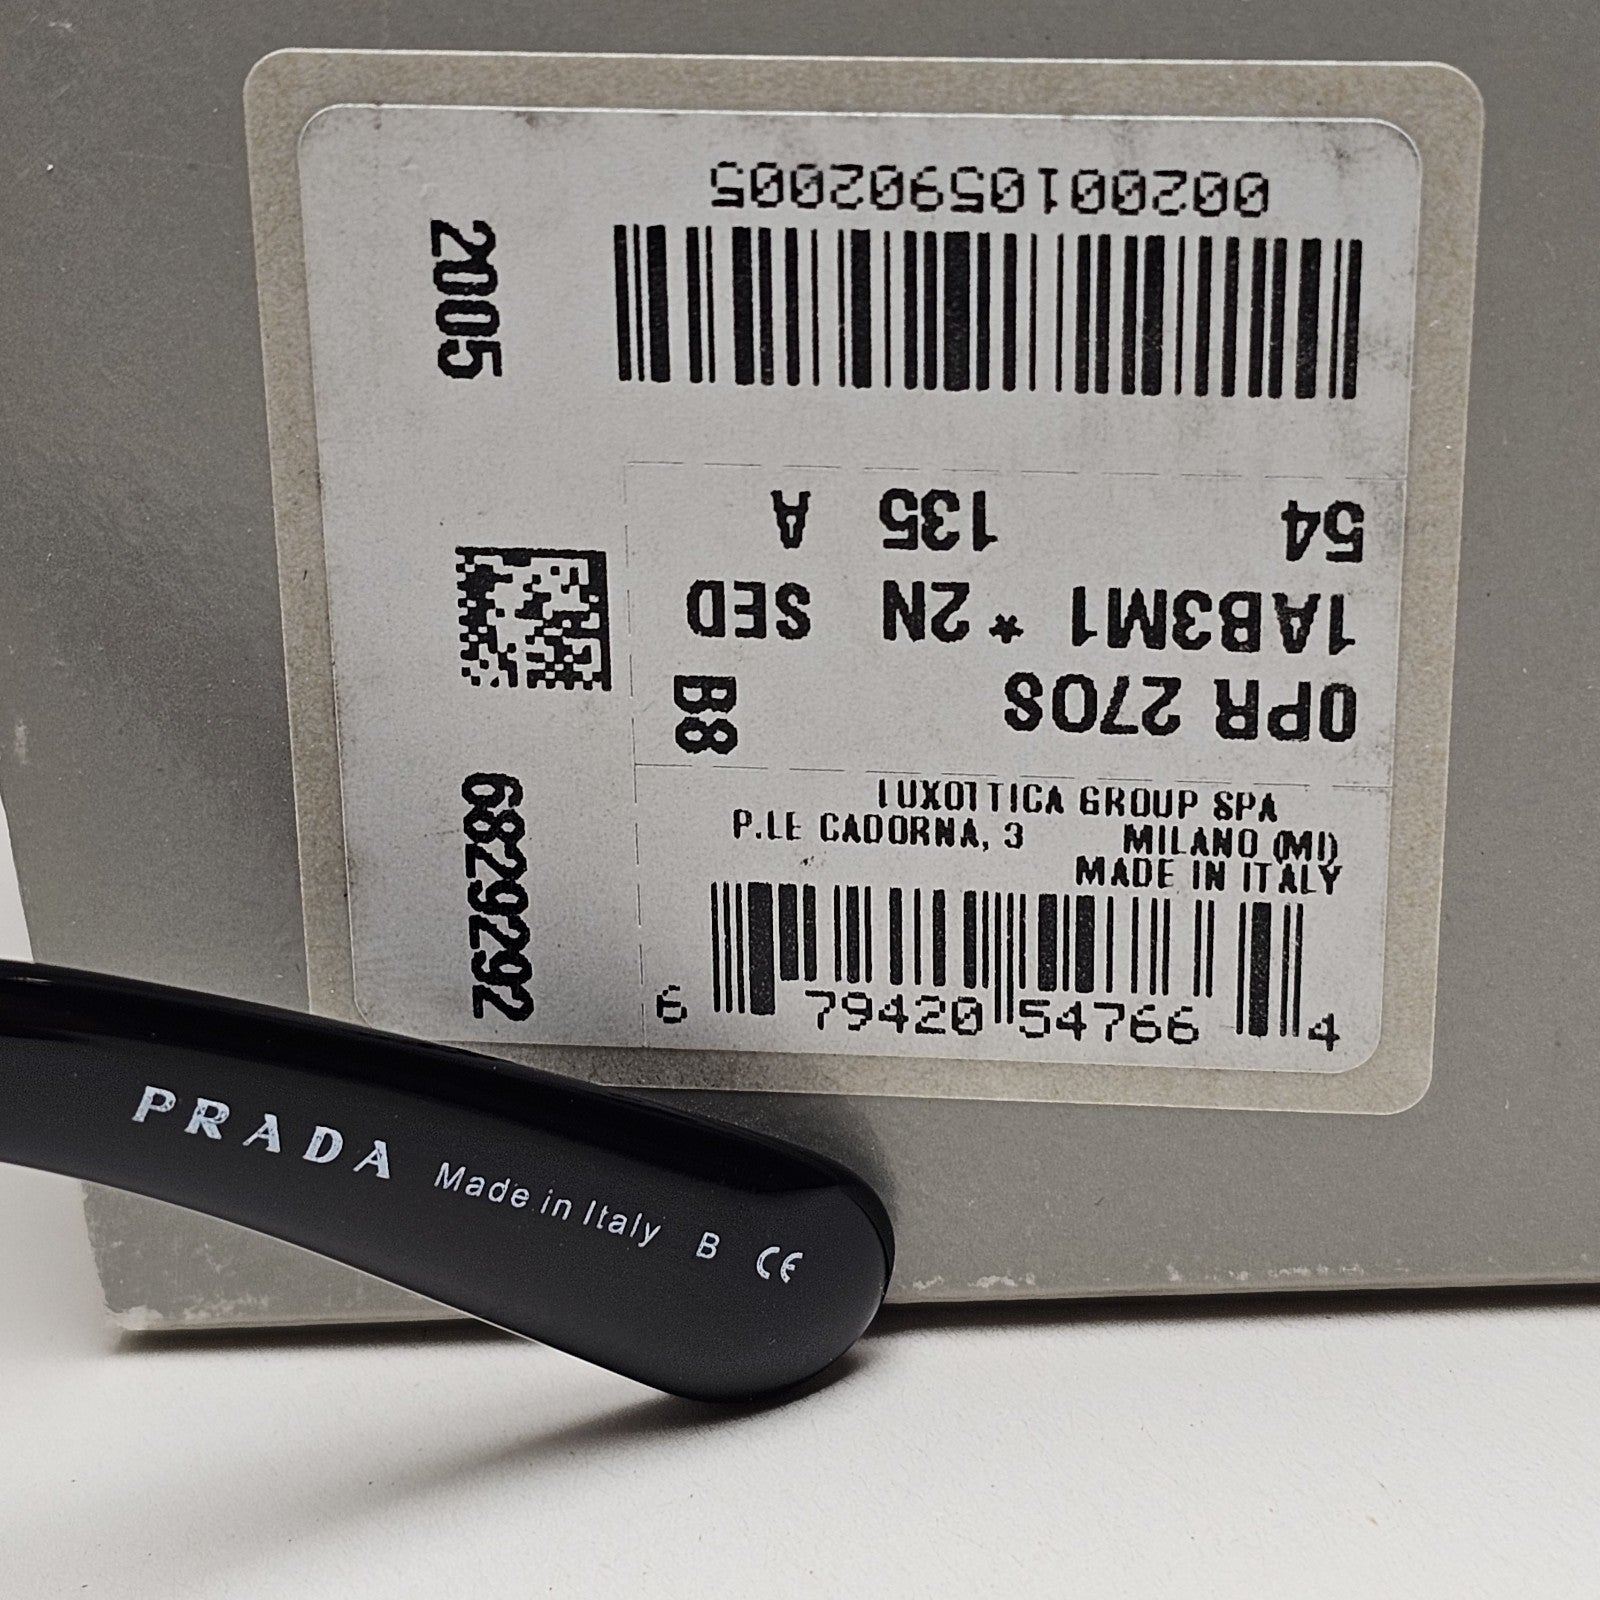 00200105902005
2005
54 135 A
1AB3M1 * 2N SED
0PR 27OS B8
6829292
LUXOTTICA GROUP SPA
P.LE CADORNA, 3 MILANO (MI)
MADE IN ITALY
6 79420 54766 4
PRADA Made in Italy B CE